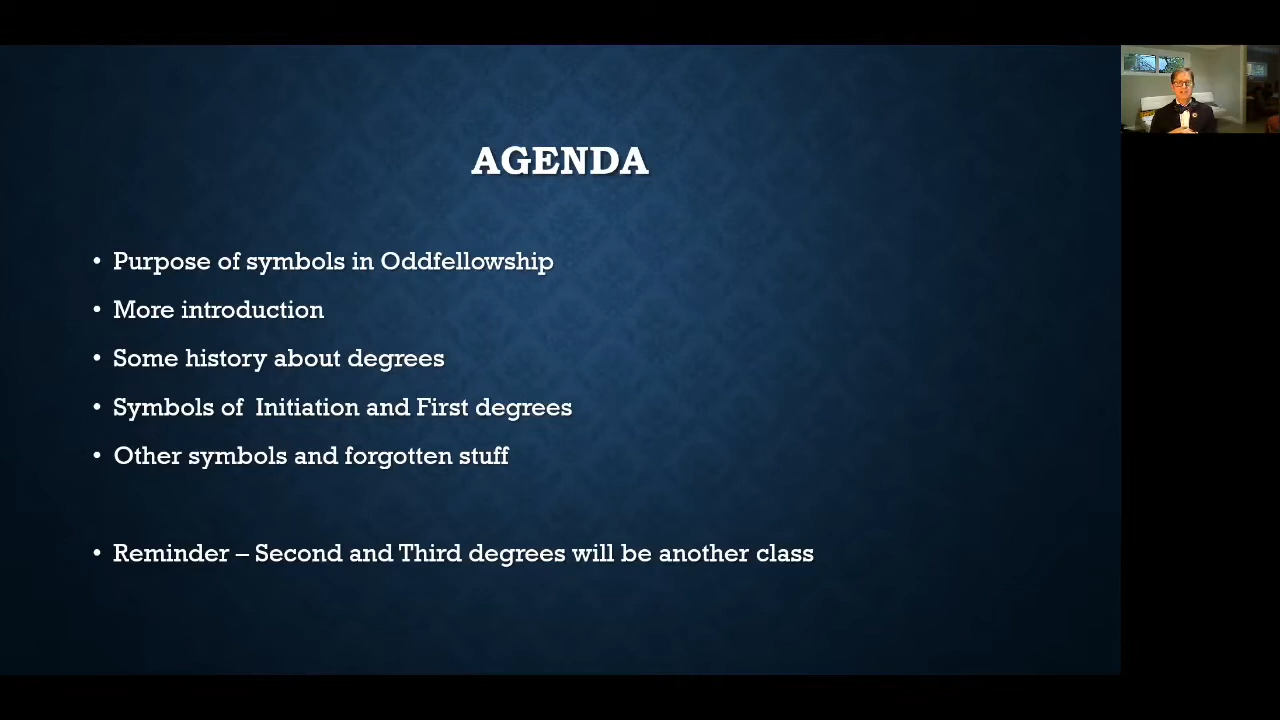 AGENDA
• Purpose of symbols in Oddfellowship
• More introduction
• Some history about degrees
• Symbols of  Initiation and First degrees
• Other symbols and forgotten stuff
• Reminder – Second and Third degrees will be another class